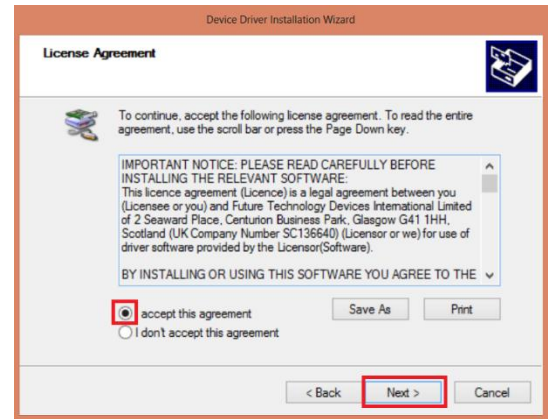 Device Driver Installation Wizard
License Agreement
To continue, accept the following license agreement. To read the entire
agreement, use the scroll bar or press the Page Down key.
IMPORTANT NOTICE: PLEASE READ CAREFULLY BEFORE
INSTALLING THE RELEVANT SOFTWARE:
This licence agreement (Licence) is a legal agreement between you
(Licensee or you) and Future Technology Devices International Limited
of 2 Seaward Place, Centurion Business Park, Glasgow G41 1HH,
Scotland (UK Company Number SC136640) (Licensor or we) for use of
driver software provided by the Licensor(Software).
BY INSTALLING OR USING THIS SOFTWARE YOU AGREE TO THE
accept this agreement
Save As
Print
I don't accept this agreement
< Back
Next >
Cancel